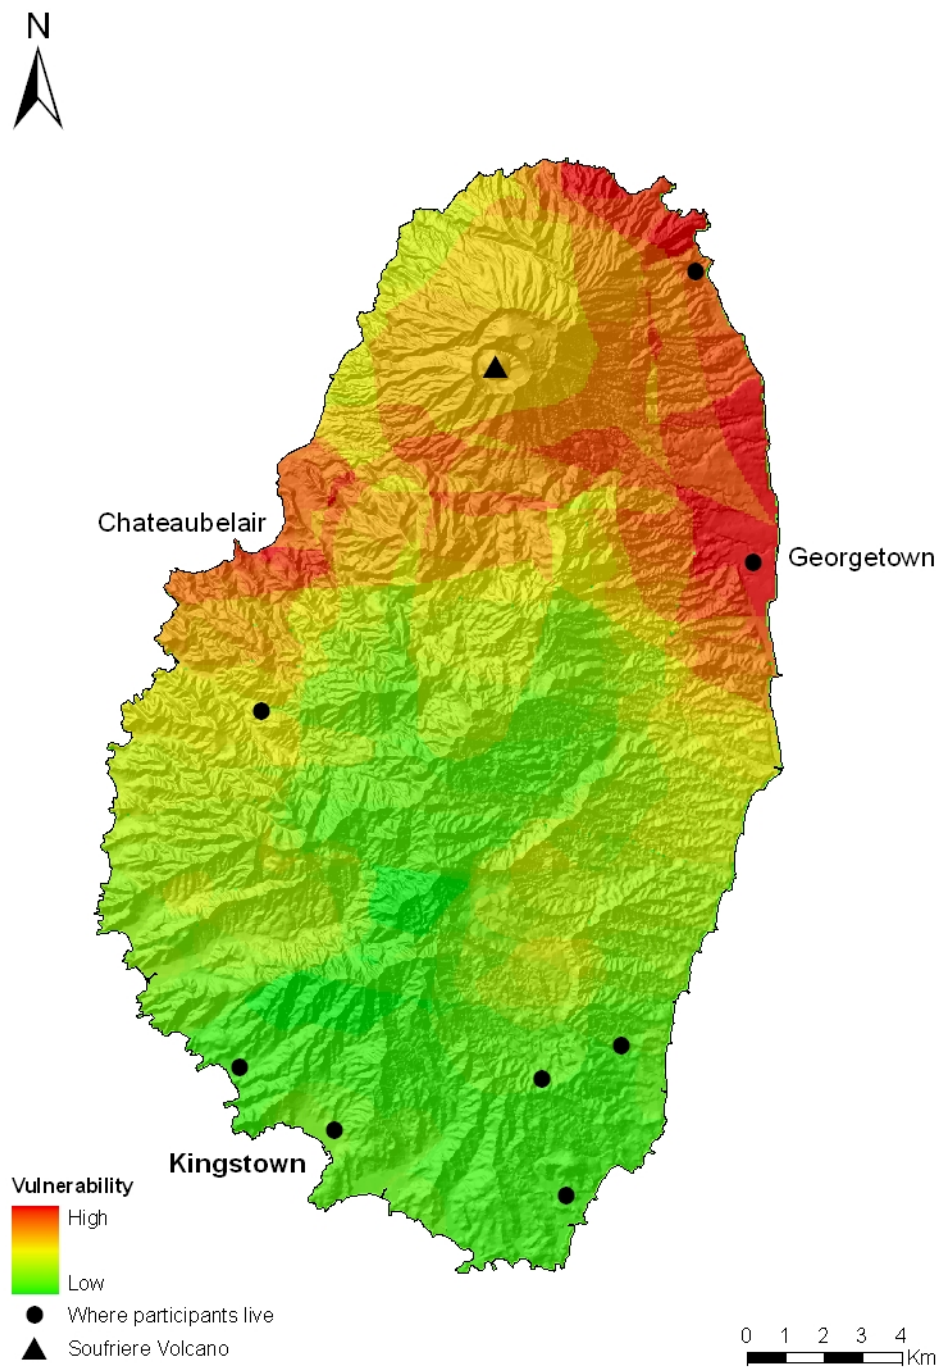 N
Chateaubelair
Georgetown
Kingstown
Vulnerability
High
Low
Where participants live
Soufriere Volcano
0 1 2 3 4
Km